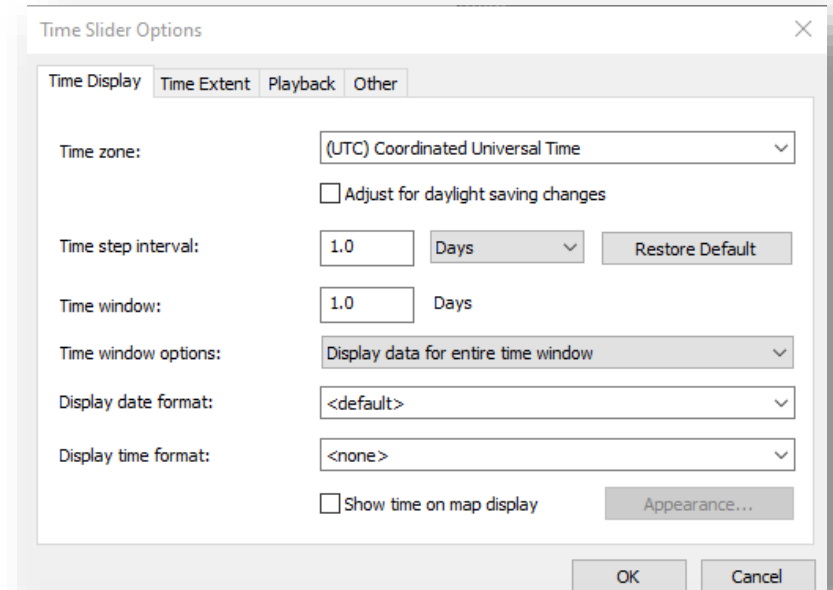 Time Slider Options
Time Display Time Extent Playback Other
Time zone: (UTC) Coordinated Universal Time
Adjust for daylight saving changes
Time step interval: 1.0 Days Restore Default
Time window: 1.0 Days
Time window options: Display data for entire time window
Display date format: <default>
Display time format: <none>
Show time on map display Appearance...
OK Cancel